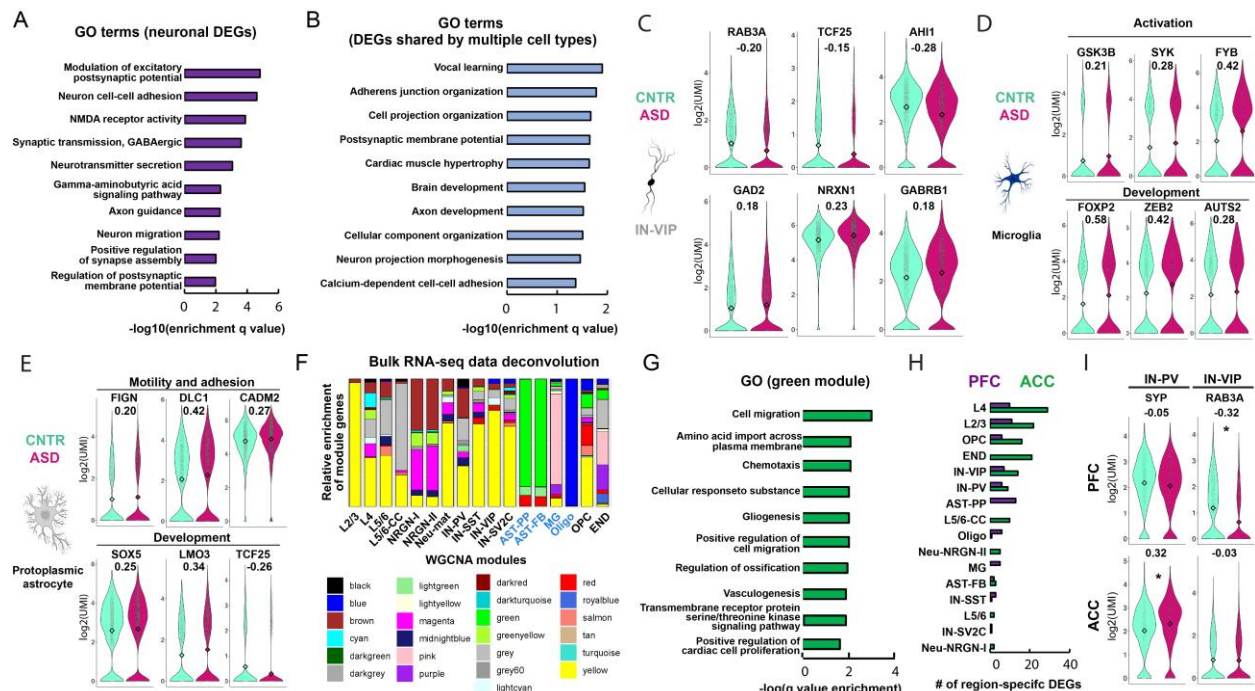 A
GO terms (neuronal DEGs)
Modulation of excitatory
postsynaptic potential
Neuron cell-cell adhesion
NMDA receptor activity
Synaptic transmission, GABAergic
Neurotransmitter secretion
Gamma-aminobutyric acid
signaling pathway
Axon guidance
Neuron migration
Positive regulation
of synapse assembly
Regulation of postsynaptic
membrane potential
0 2 4 6
-log10(enrichment q value)
B
GO terms
(DEGs shared by multiple cell types)
Vocal learning
Adherens junction organization
Cell projection organization
Postsynaptic membrane potential
Cardiac muscle hypertrophy
Brain development
Axon development
Cellular component organization
Neuron projection morphogenesis
Calcium-dependent cell-cell adhesion
0 1 2
-log10(enrichment q value)
C
CNTR
ASD
IN-VIP
log2(UMI)
RAB3A
-0.20
TCF25
-0.15
AHI1
-0.28
log2(UMI)
GAD2
0.18
NRXN1
0.23
GABRB1
0.18
D
Activation
CNTR
ASD
Microglia
log2(UMI)
GSK3B
0.21
SYK
0.28
FYB
0.42
Development
log2(UMI)
FOXP2
0.58
ZEB2
0.42
AUTS2
0.28
E
Motility and adhesion
CNTR
ASD
Protoplasmic
astrocyte
log2(UMI)
FIGN
0.20
DLC1
0.42
CADM2
0.27
Development
log2(UMI)
SOX5
0.25
LMO3
0.34
TCF25
-0.26
F
Bulk RNA-seq data deconvolution
Relative enrichment
of module genes
L2/3
L4
L5/6
L5/6-CC
NRGN-I
NRGN-II
Neu-mat
IN-PV
IN-SST
IN-VIP
IN-SV2C
AST-PP
AST-FB
MG
Oligo
OPC
END
WGCNA modules
black
blue
brown
cyan
darkgreen
darkgrey
lightgreen
lightyellow
magenta
midnightblue
pink
purple
darkred
darkturquoise
green
greenyellow
grey
grey60
lightcyan
red
royalblue
salmon
tan
turquoise
yellow
G
GO (green module)
Cell migration
Amino acid import across
plasma membrane
Chemotaxis
Cellular responseto substance
Gliogenesis
Positive regulation of
cell migration
Regulation of ossification
Vasculogenesis
Transmembrane receptor protein
serine/threonine kinase
signaling pathway
Positive regulation of
cardiac cell proliferation
0 2 4
-log(q value enrichment)
H
PFC ACC
L4
L2/3
OPC
END
IN-VIP
IN-PV
AST-PP
L5/6-CC
Oligo
Neu-NRGN-II
MG
AST-FB
IN-SST
L5/6
IN-SV2C
Neu-NRGN-I
0 20 40
# of region-specifc DEGs
I
IN-PV
SYP
-0.05
IN-VIP
RAB3A
-0.32
*
PFC
log2(UMI)
0.32
*
-0.03
ACC
log2(UMI)